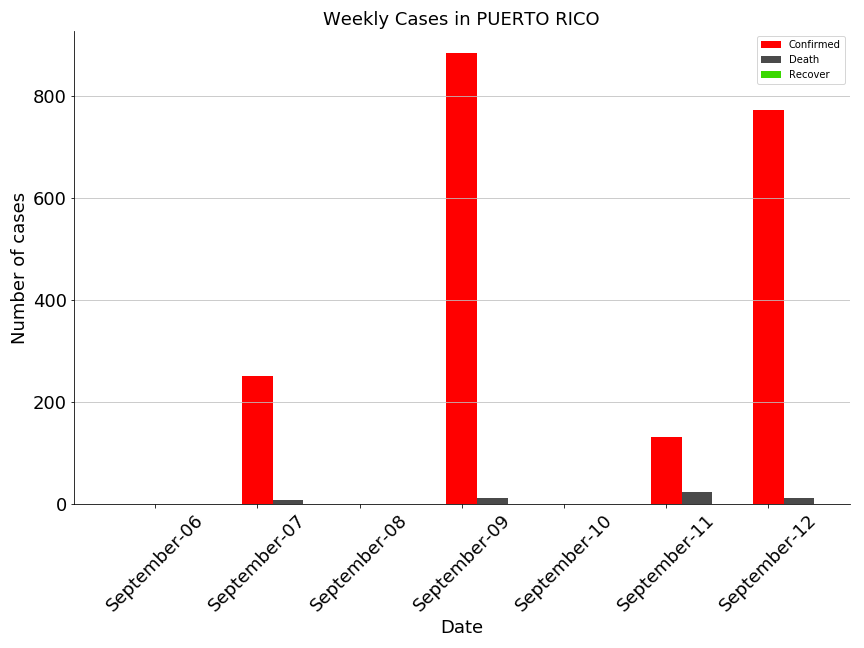 Weekly Cases in PUERTO RICO
Confirmed
Death
Recover
Number of cases
800
600
400
200
0
September-06
September-07
September-08
September-09
September-10
September-11
September-12
Date